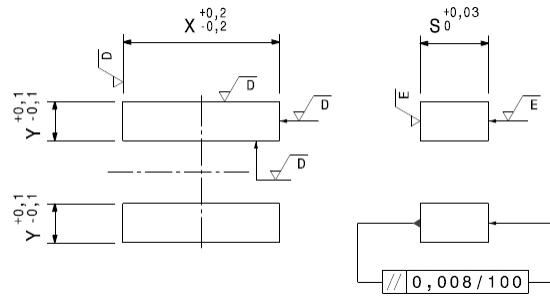 X +0,2 -0,2
S +0,03 0
D
D
D
D
E
E
Y +0,1 -0,1
Y +0,1 -0,1
// 0,008/100